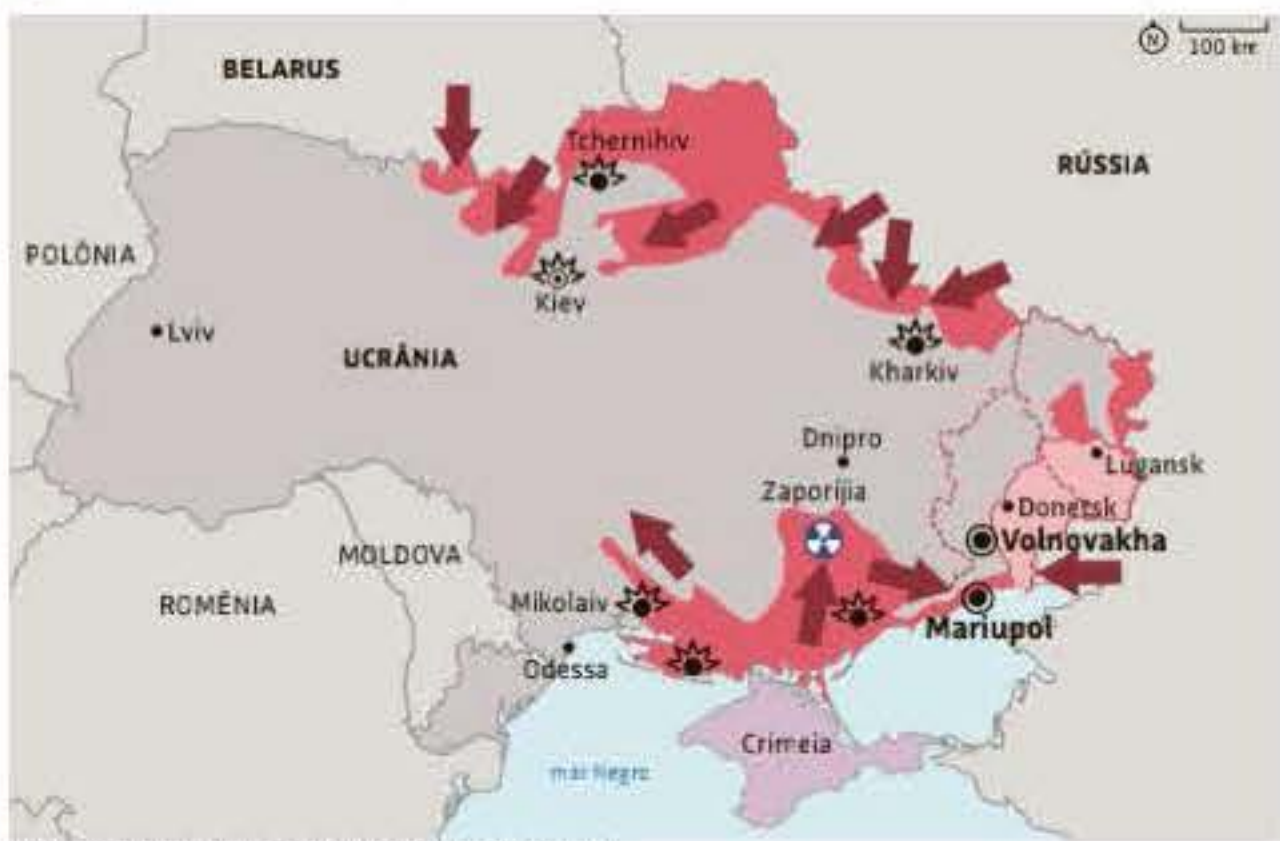 N
100 km
BELARUS
Tchernihiv
RÚSSIA
POLÔNIA
Kiev
Lviv
UCRÂNIA
Kharkiv
Dnipro
Lugansk
Zaporíjia
Donetsk
Volnovakha
MOLDOVA
ROMÊNIA
Mikolaiv
Mariupol
Odessa
Crimeia
mar Negro